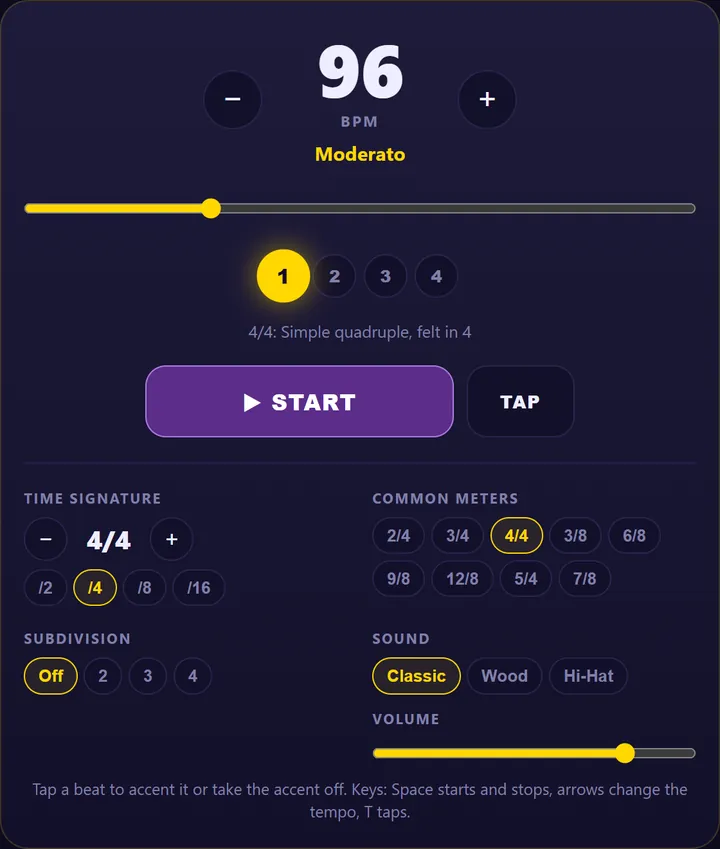 −
96
+
BPM
Moderato
1 2 3 4
4/4: Simple quadruple, felt in 4
▶ START
TAP
TIME SIGNATURE
− 4/4 +
/2 /4 /8 /16
COMMON METERS
2/4 3/4 4/4 3/8 6/8
9/8 12/8 5/4 7/8
SUBDIVISION
Off 2 3 4
SOUND
Classic Wood Hi-Hat
VOLUME
Tap a beat to accent it or take the accent off. Keys: Space starts and stops, arrows change the
tempo, T taps.